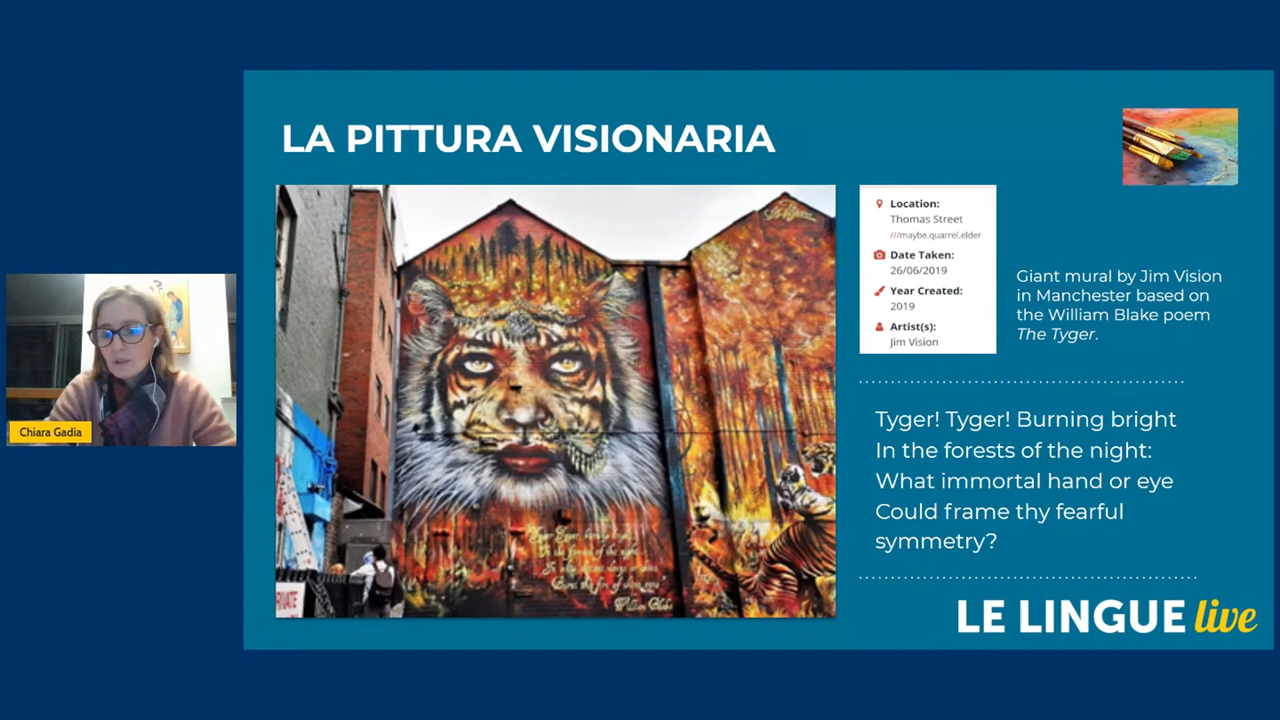 LA PITTURA VISIONARIA
Location:
Thomas Street
///maybe.quarrel.elder
Date Taken:
26/06/2019
Year Created:
2019
Artist(s):
Jim Vision
Giant mural by Jim Vision
in Manchester based on
the William Blake poem
The Tyger.
Tyger! Tyger! Burning bright
In the forests of the night:
What immortal hand or eye
Could frame thy fearful
symmetry?
Chiara Gadia
PRIVATE
William Blake
LE LINGUE live